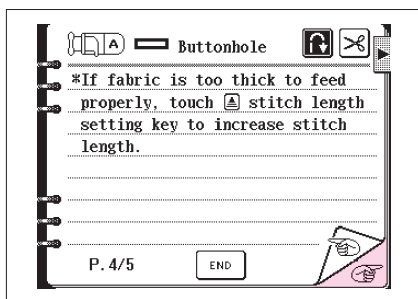 A Buttonhole
*If fabric is too thick to feed
properly, touch stitch length
setting key to increase stitch
length.
P.4/5
END